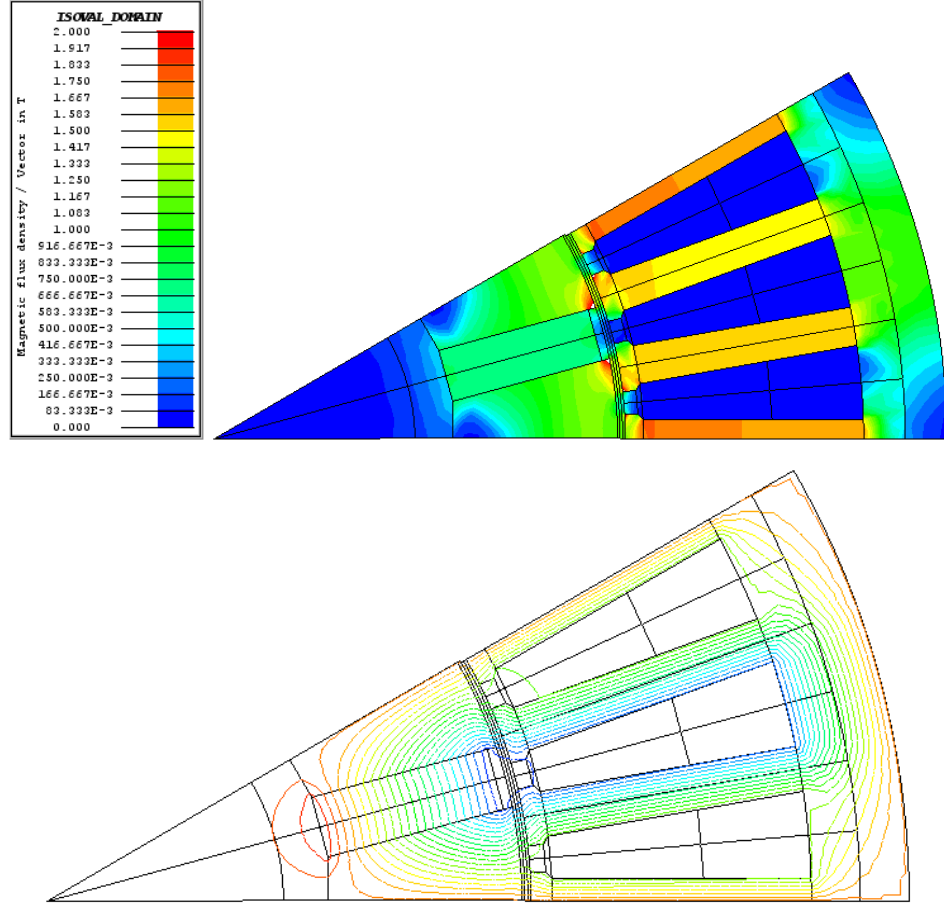 ISOVAL_DOMAIN
Magnetic flux density / Vector in T
2.000
1.917
1.833
1.750
1.667
1.583
1.500
1.417
1.333
1.250
1.167
1.083
1.000
916.667E-3
833.333E-3
750.000E-3
666.667E-3
583.333E-3
500.000E-3
416.667E-3
333.333E-3
250.000E-3
166.667E-3
83.333E-3
0.000